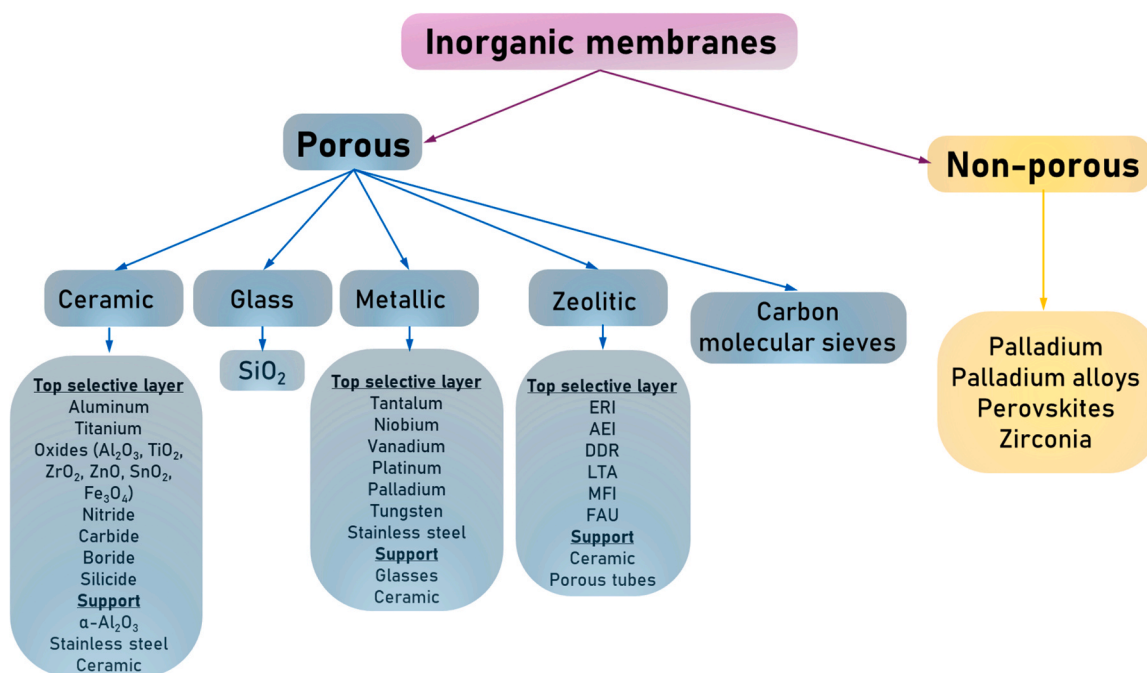 Inorganic membranes
Porous
Non-porous
Ceramic
Glass
Metallic
Zeolitic
Carbon
molecular sieves
Top selective layer
Aluminum
Titanium
Oxides (Al₂O₃, TiO₂,
ZrO₂, ZnO, SnO₂,
Fe₃O₄)
Nitride
Carbide
Boride
Silicide
Support
α-Al₂O₃
Stainless steel
Ceramic
SiO₂
Top selective layer
Tantalum
Niobium
Vanadium
Platinum
Palladium
Tungsten
Stainless steel
Support
Glasses
Ceramic
Top selective layer
ERI
AEI
DDR
LTA
MFI
FAU
Support
Ceramic
Porous tubes
Palladium
Palladium alloys
Perovskites
Zirconia